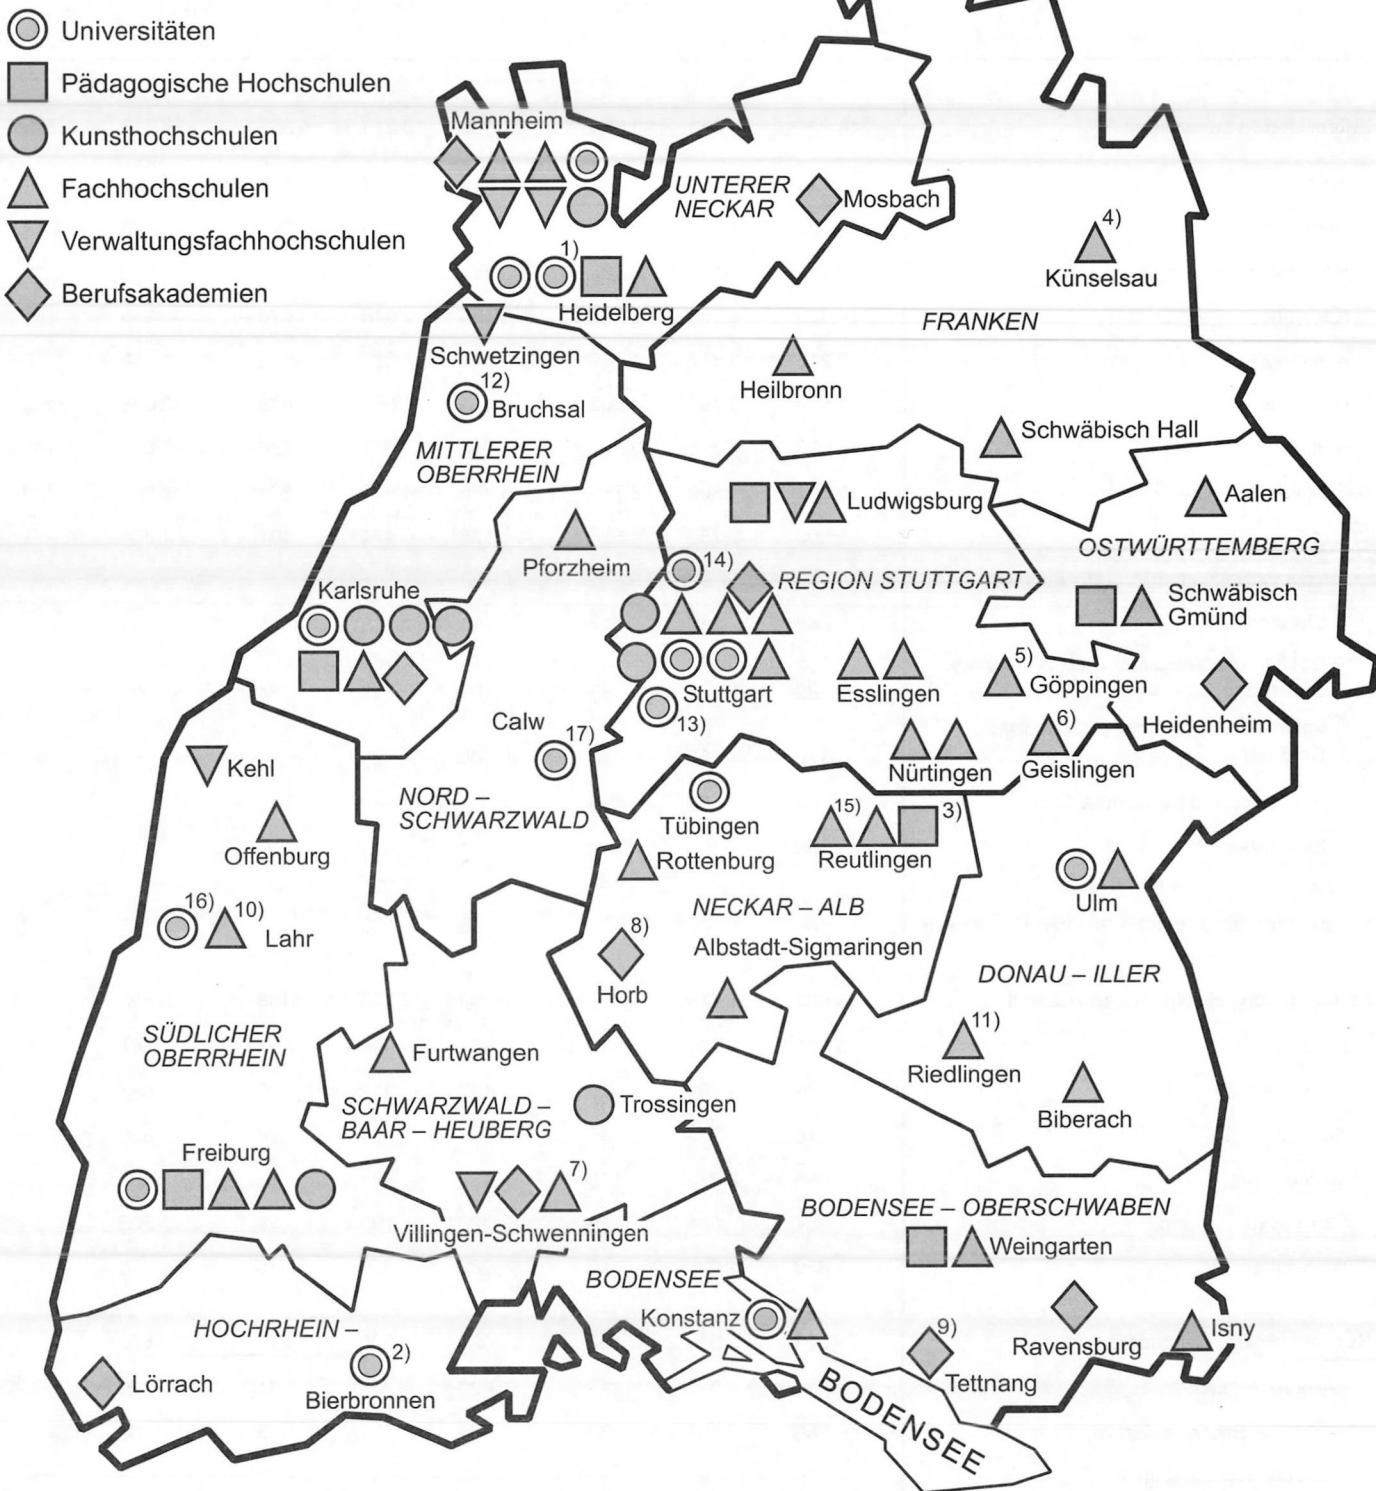 Universitäten
Pädagogische Hochschulen
Kunsthochschulen
Fachhochschulen
Verwaltungsfachhochschulen
Berufsakademien
Mannheim
UNTERER
NECKAR
Mosbach
4)
Künselsau
1)
Heidelberg
FRANKEN
Schwetzingen
Heilbronn
12)
Bruchsal
Schwäbisch Hall
MITTLERER
OBERRHEIN
Ludwigsburg
Aalen
OSTWÜRTTEMBERG
Pforzheim
14)
REGION STUTTGART
Karlsruhe
Schwäbisch
Gmünd
Stuttgart
13)
Esslingen
5)
Göppingen
Heidenheim
Calw
17)
6)
Nürtingen
Geislingen
Kehl
NORD –
SCHWARZWALD
Tübingen
15)
3)
Reutlingen
Offenburg
Rottenburg
Ulm
16)
10)
Lahr
NECKAR – ALB
8)
Horb
Albstadt-Sigmaringen
DONAU – ILLER
SÜDLICHER
OBERRHEIN
Furtwangen
11)
Riedlingen
Biberach
SCHWARZWALD –
BAAR – HEUBERG
Trossingen
Freiburg
7)
Villingen-Schwenningen
BODENSEE – OBERSCHWABEN
Weingarten
HOCHRHEIN –
BODENSEE
Konstanz
Ravensburg
Isny
9)
Tettnang
Lörrach
2)
Bierbronnen
BODENSEE